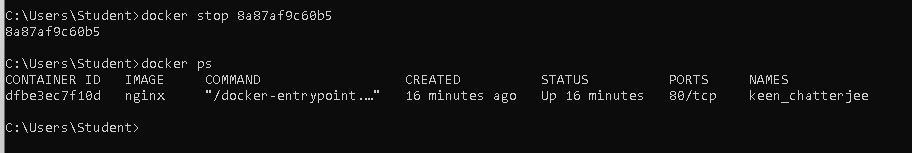 C:\Users\Student>docker stop 8a87af9c60b5
8a87af9c60b5
C:\Users\Student>docker ps
CONTAINER ID   IMAGE     COMMAND                  CREATED          STATUS          PORTS     NAMES
dfbe3ec7f10d   nginx     "/docker-entrypoint.…"   16 minutes ago   Up 16 minutes   80/tcp    keen_chatterjee
C:\Users\Student>